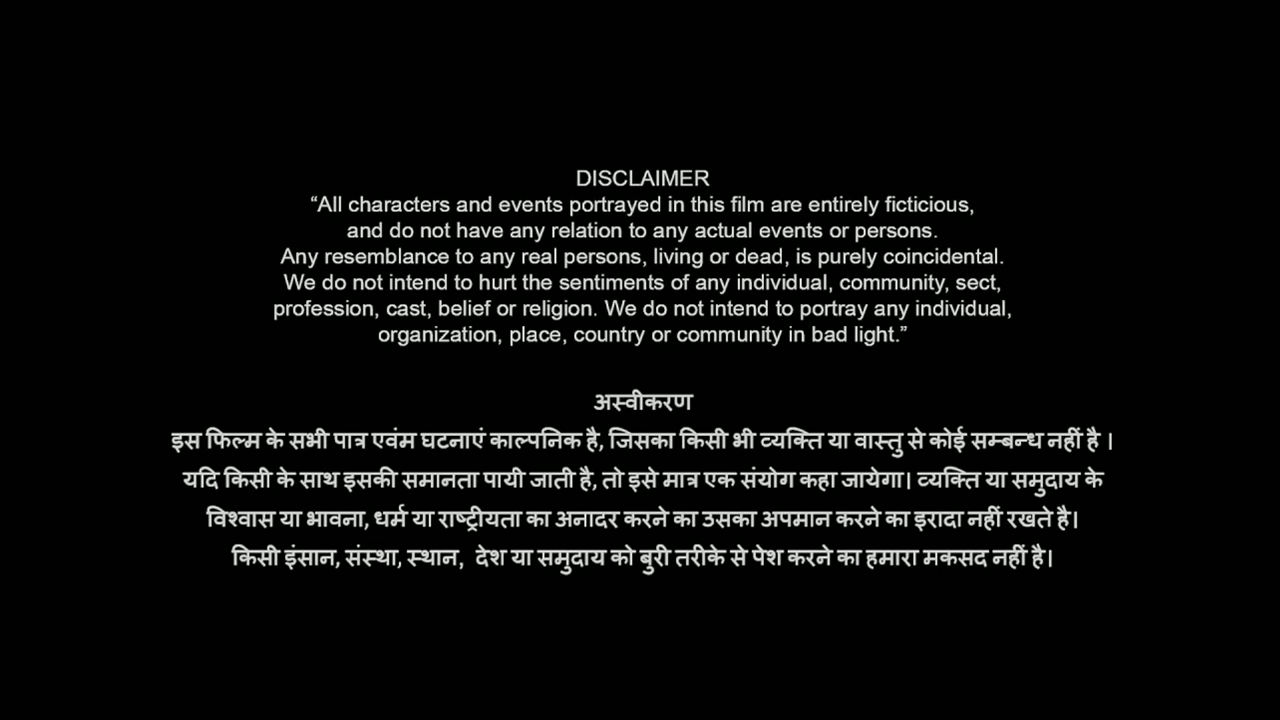 DISCLAIMER
“All characters and events portrayed in this film are entirely ficticious,
and do not have any relation to any actual events or persons.
Any resemblance to any real persons, living or dead, is purely coincidental.
We do not intend to hurt the sentiments of any individual, community, sect,
profession, cast, belief or religion. We do not intend to portray any individual,
organization, place, country or community in bad light.”
अस्वीकरण
इस फिल्म के सभी पात्र एवंम घटनाएं काल्पनिक है, जिसका किसी भी व्यक्ति या वास्तु से कोई सम्बन्ध नहीं है ।
यदि किसी के साथ इसकी समानता पायी जाती है, तो इसे मात्र एक संयोग कहा जायेगा। व्यक्ति या समुदाय के
विश्वास या भावना, धर्म या राष्ट्रीयता का अनादर करने का उसका अपमान करने का इरादा नहीं रखते है।
किसी इंसान, संस्था, स्थान, देश या समुदाय को बुरी तरीके से पेश करने का हमारा मकसद नहीं है।